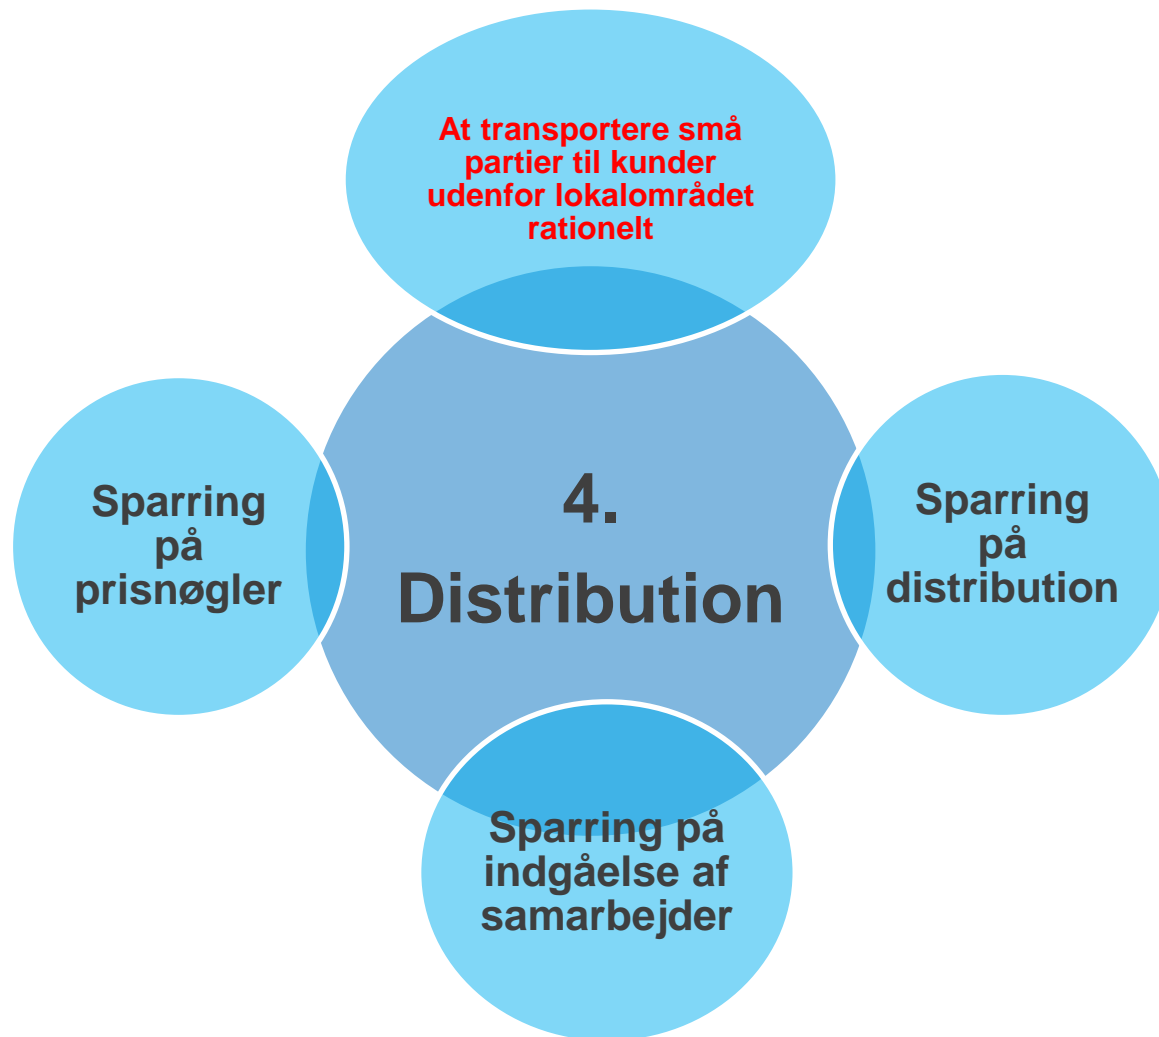 At transportere små
partier til kunder
udenfor lokalområdet
rationelt
Sparring
på
prisnøgler
4.
Distribution
Sparring
på
distribution
Sparring på
indgåelse af
samarbejder